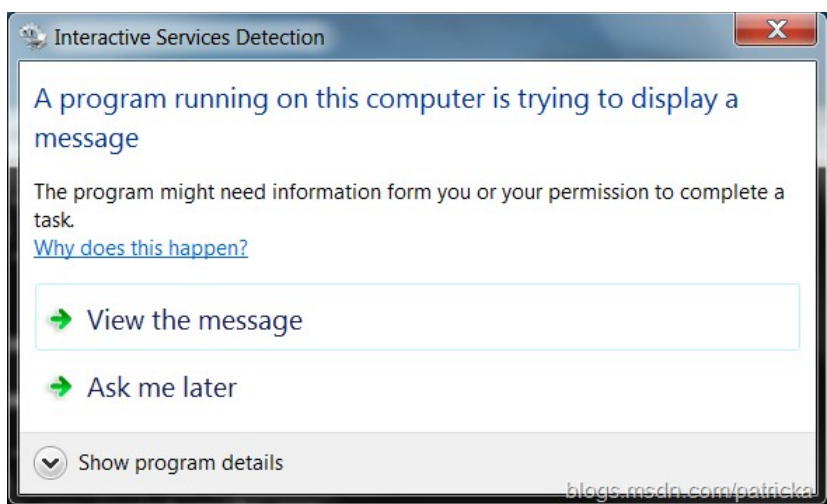 Interactive Services Detection
A program running on this computer is trying to display a
message
The program might need information form you or your permission to complete a
task.
Why does this happen?
View the message
Ask me later
Show program details
blogs.msdn.com/patricka